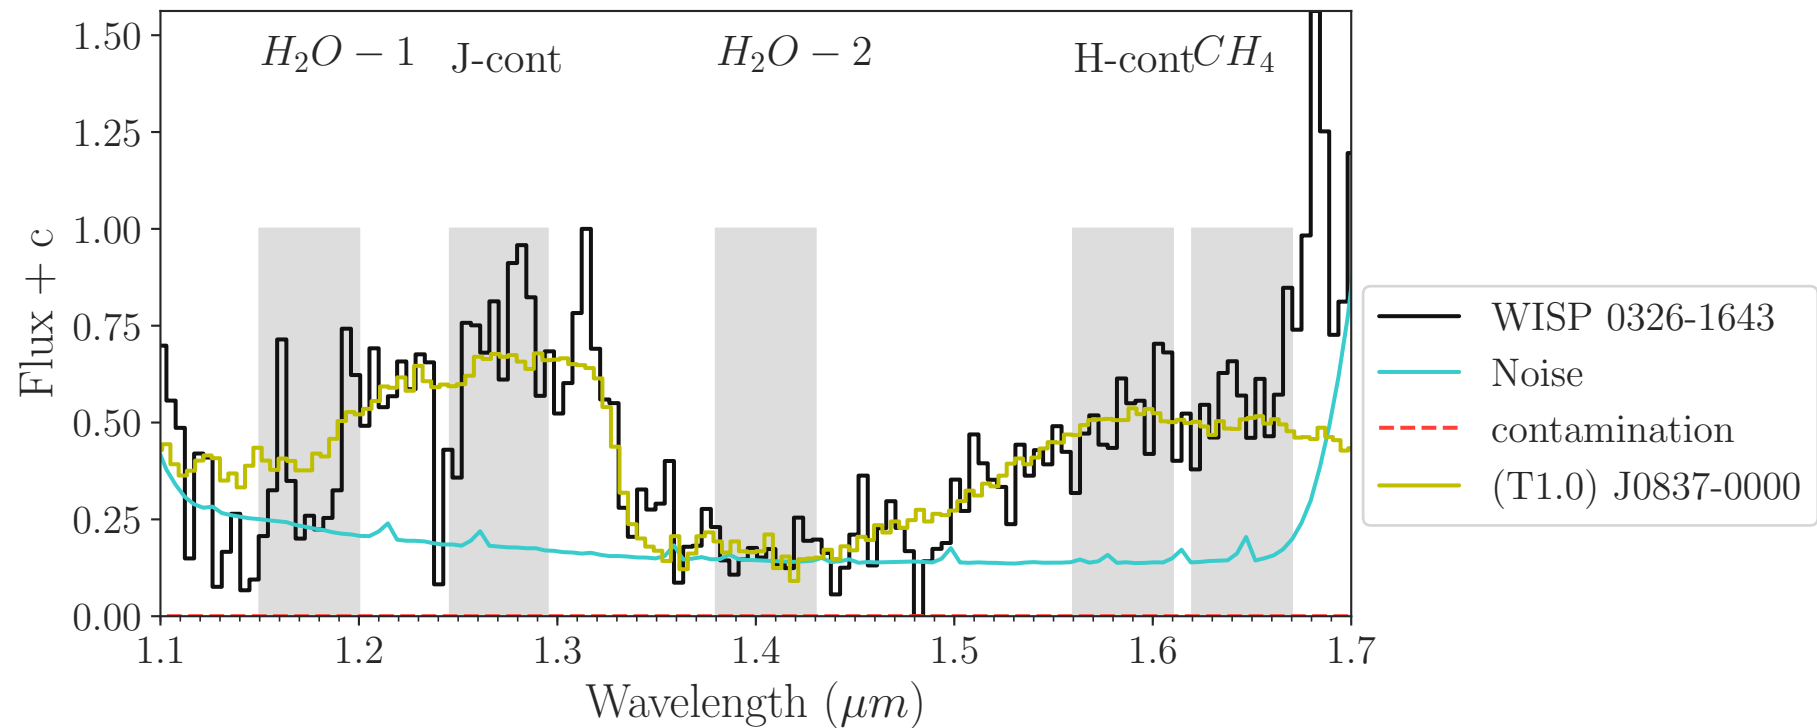 H₂O − 1 J-cont H₂O − 2 H-cont CH₄
1.50
1.25
1.00
0.75
0.50
0.25
0.00
Flux + c
1.1 1.2 1.3 1.4 1.5 1.6 1.7
Wavelength (μm)
WISP 0326-1643
Noise
contamination
(T1.0) J0837-0000